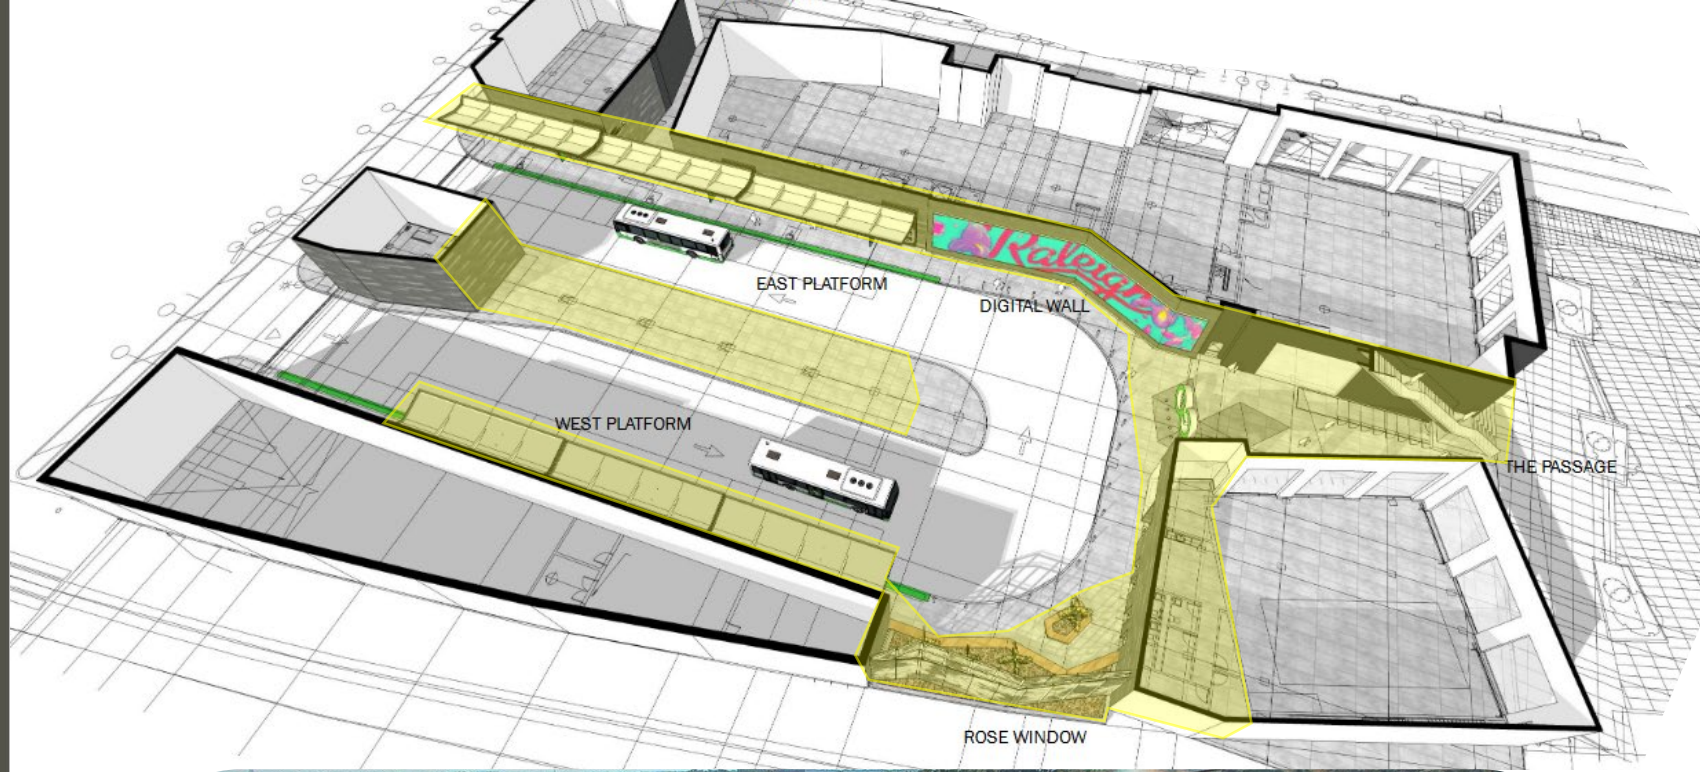 Raleigh
EAST PLATFORM
DIGITAL WALL
WEST PLATFORM
THE PASSAGE
ROSE WINDOW